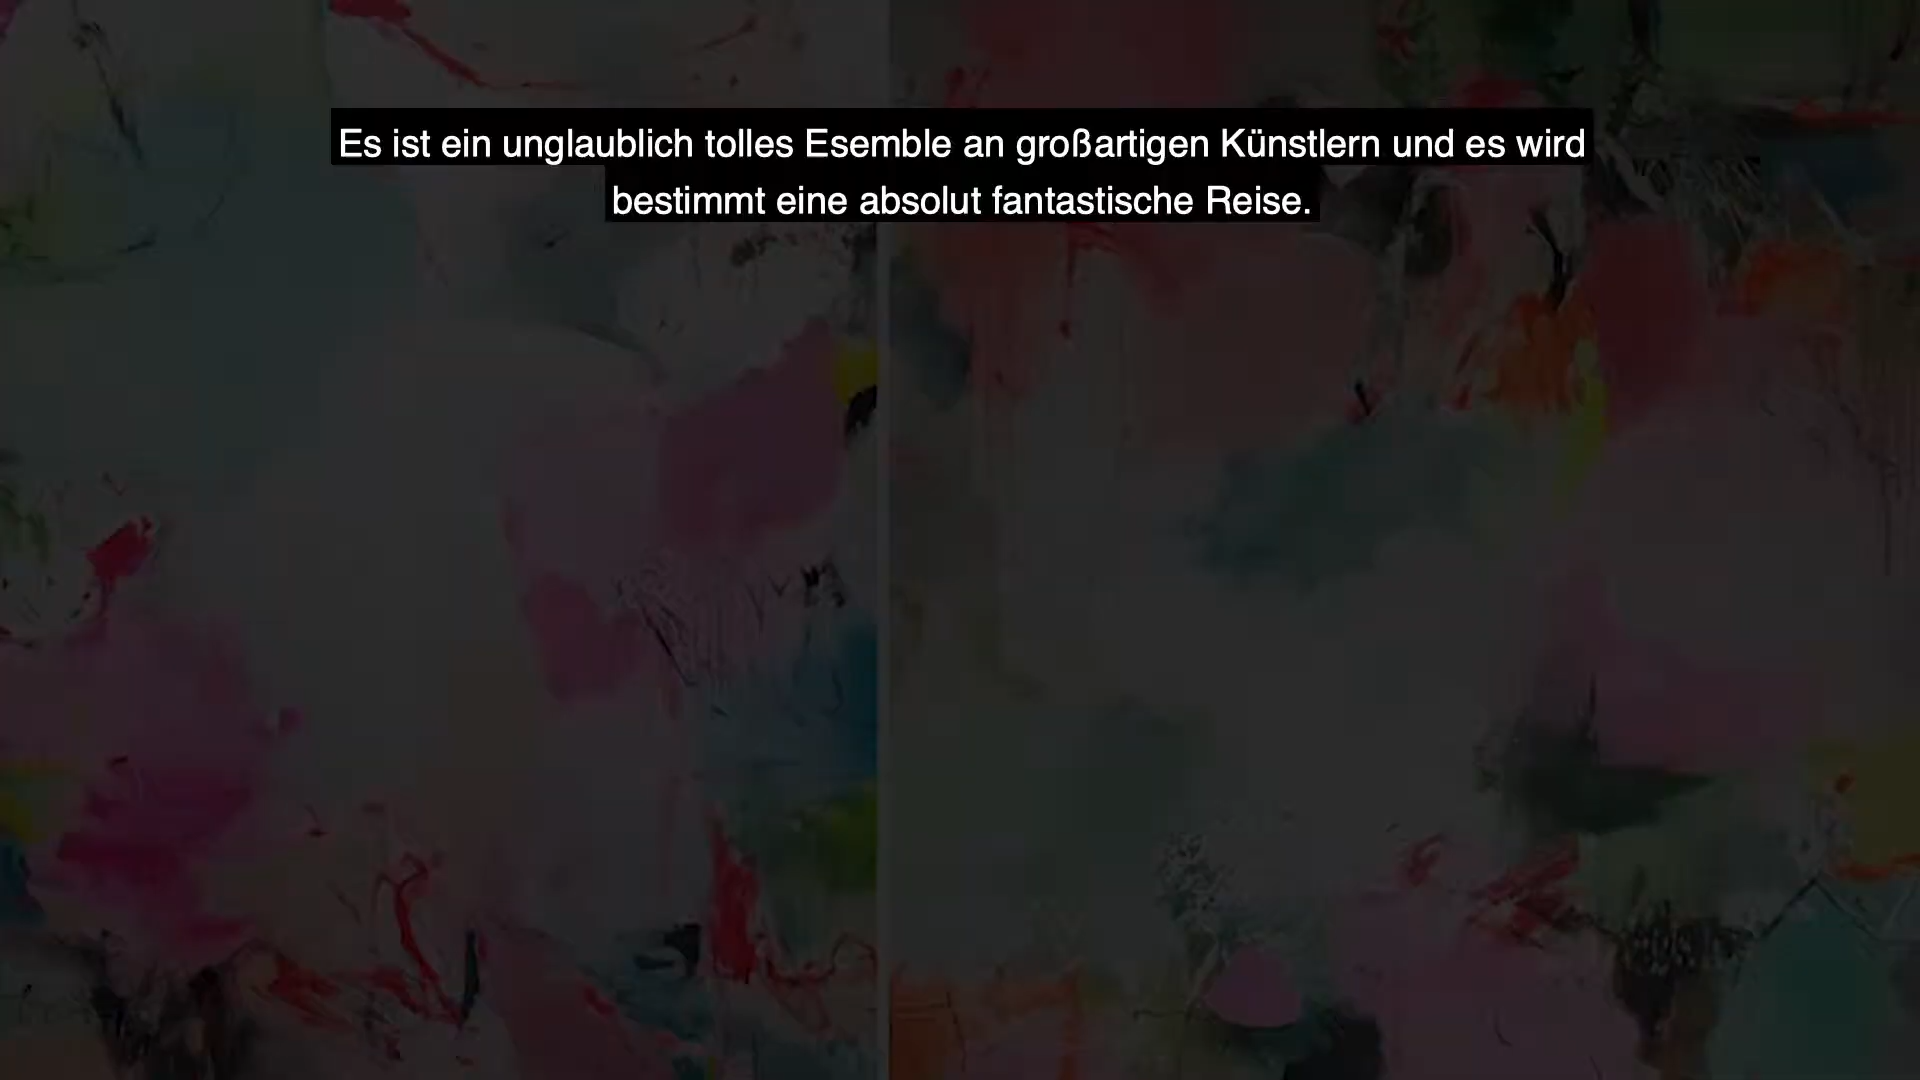 Es ist ein unglaublich tolles Esemble an großartigen Künstlern und es wird
bestimmt eine absolut fantastische Reise.